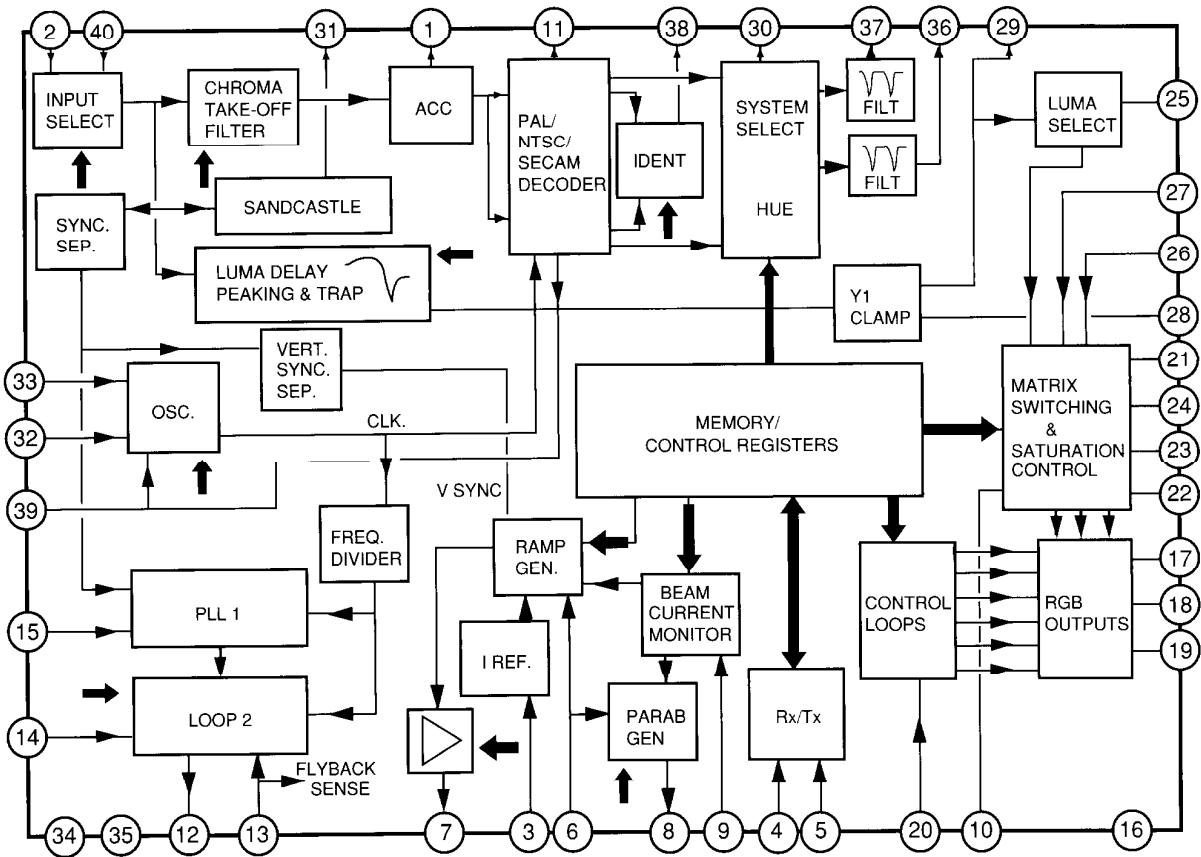 2
40
31
1
11
38
30
37
36
29
INPUT
SELECT
CHROMA
TAKE-OFF
FILTER
ACC
PAL/
NTSC/
SECAM
DECODER
IDENT
SYSTEM
SELECT
HUE
FILT
FILT
LUMA
SELECT
25
SYNC.
SEP.
SANDCASTLE
27
LUMA DELAY
PEAKING & TRAP
Y1
CLAMP
26
28
VERT.
SYNC.
SEP.
33
OSC.
32
CLK.
MEMORY/
CONTROL REGISTERS
MATRIX
SWITCHING
&
SATURATION
CONTROL
21
24
23
22
39
V SYNC
FREQ.
DIVIDER
RAMP
GEN.
BEAM
CURRENT
MONITOR
CONTROL
LOOPS
RGB
OUTPUTS
17
18
19
15
PLL 1
I REF.
14
LOOP 2
PARAB
GEN
Rx/Tx
FLYBACK
SENSE
34
35
12
13
7
3
6
8
9
4
5
20
10
16